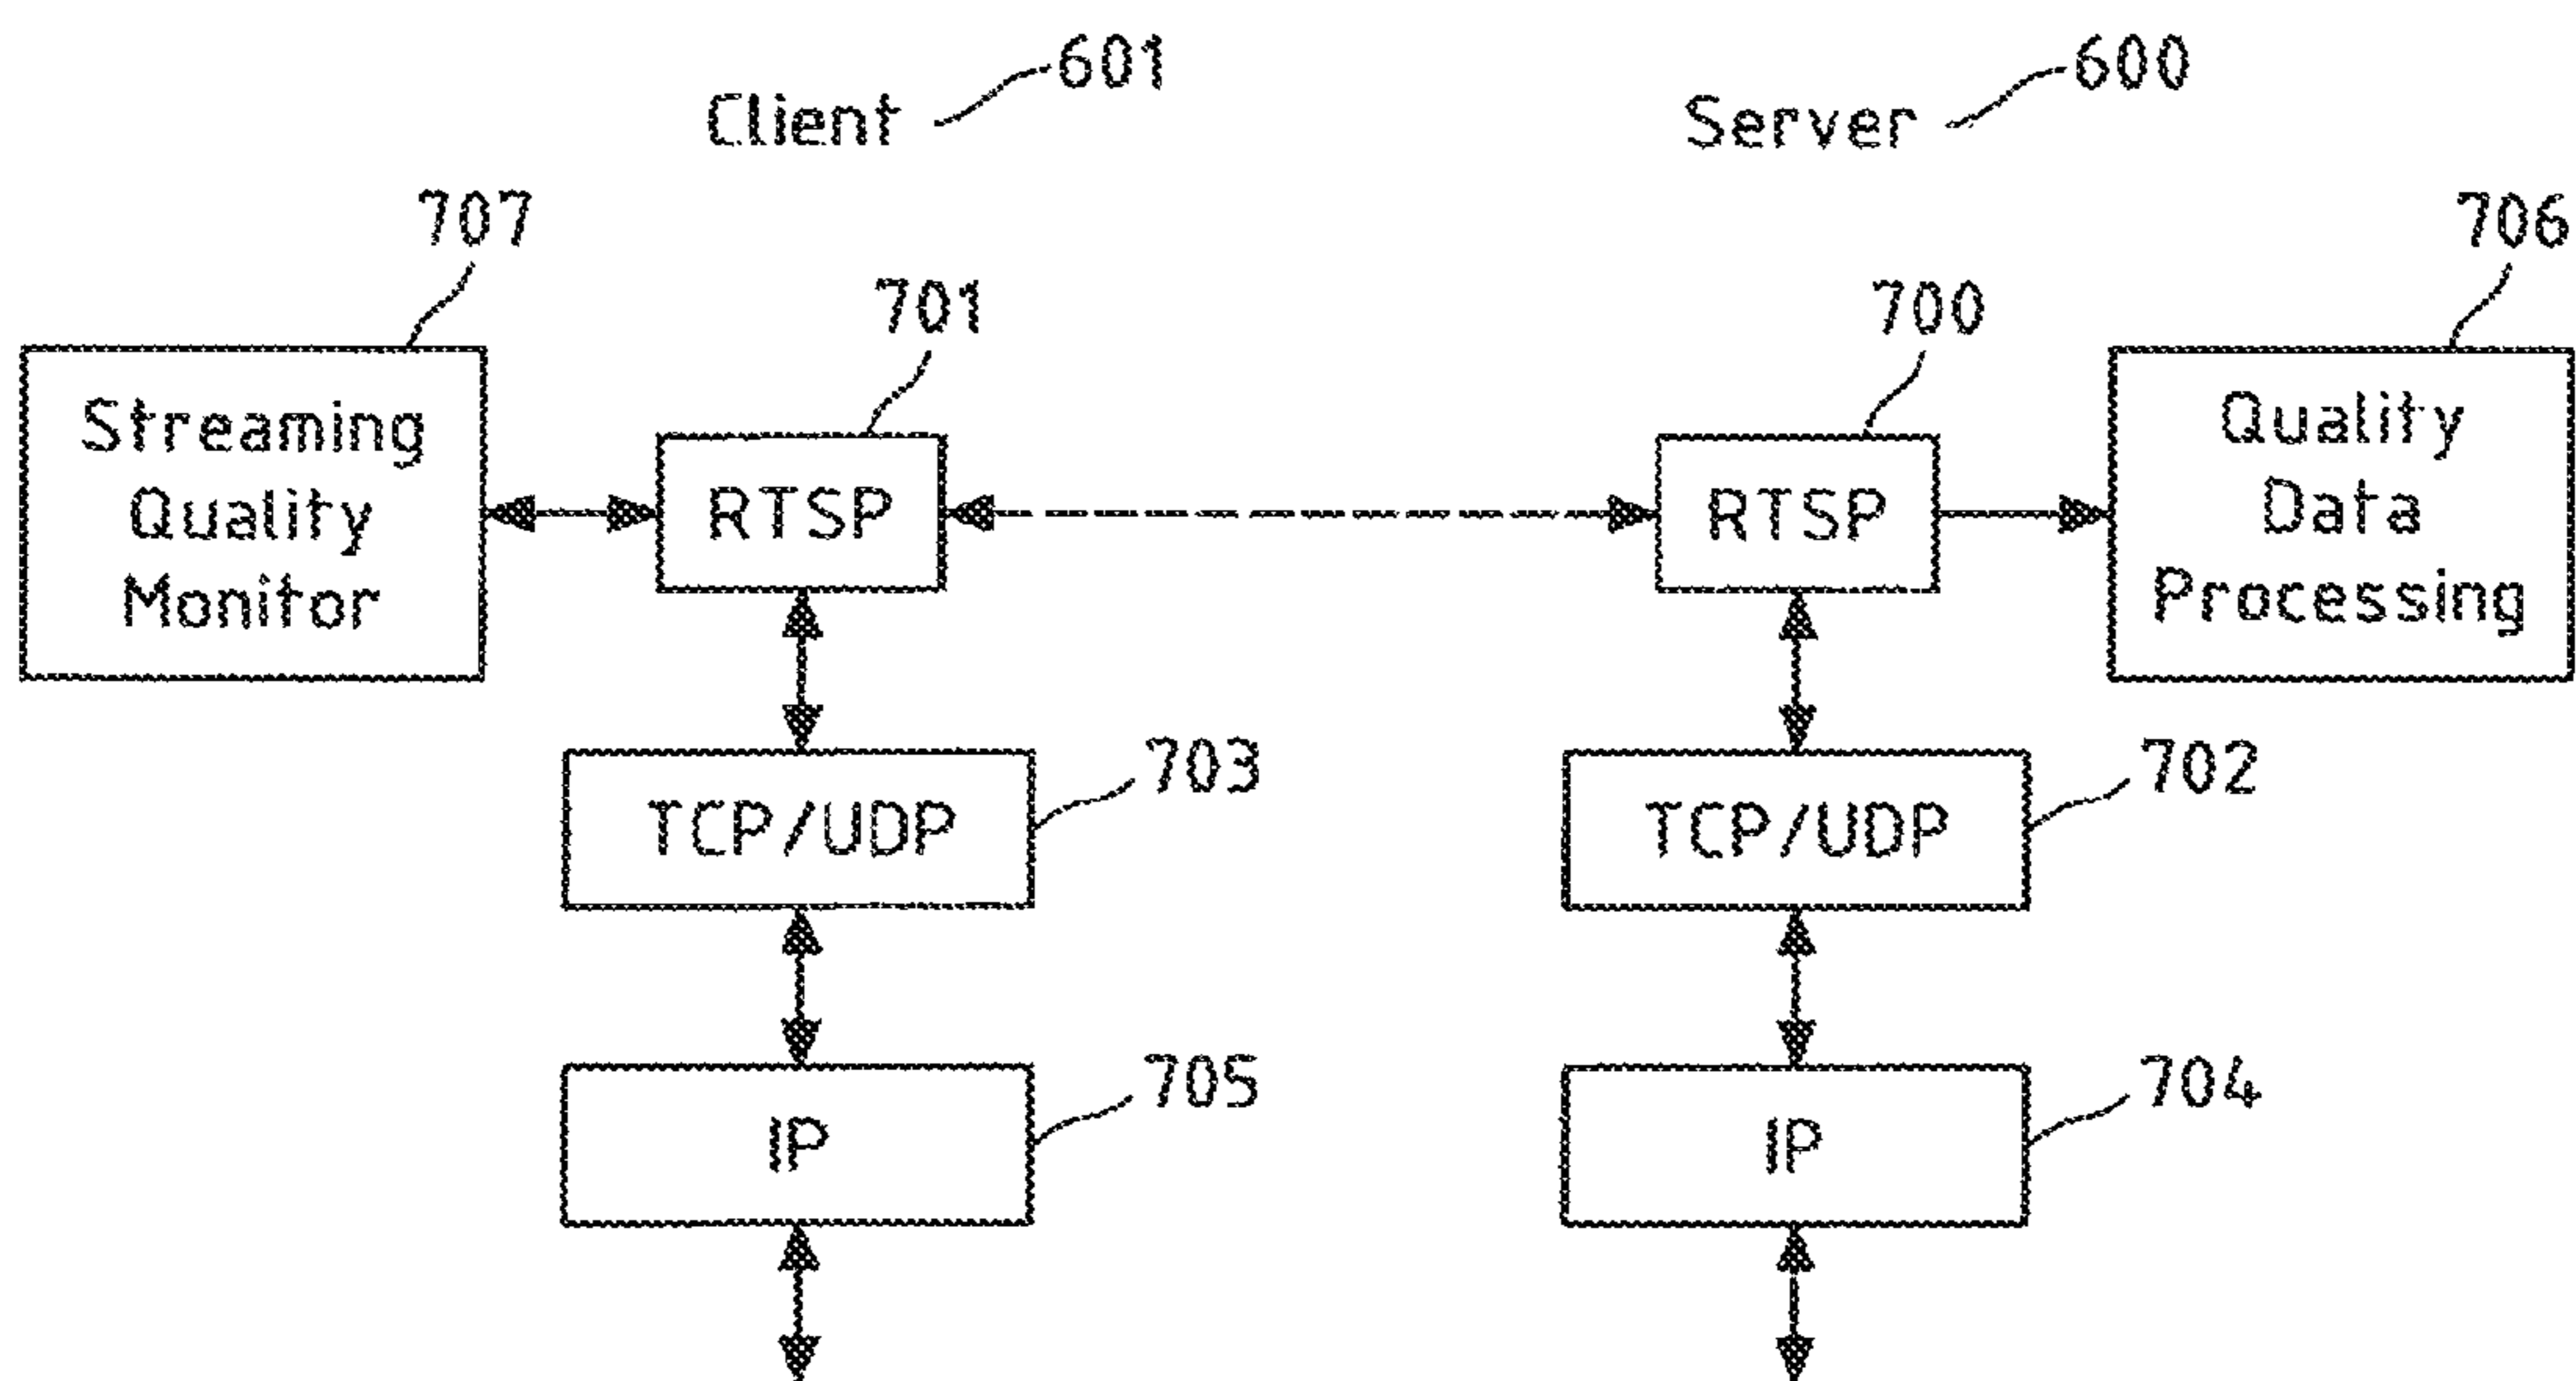 Client
601
Server
600
707
706
701
700
Streaming
Quality
Monitor
RTSP
RTSP
Quality
Data
Processing
703
TCP/UDP
702
TCP/UDP
705
IP
704
IP